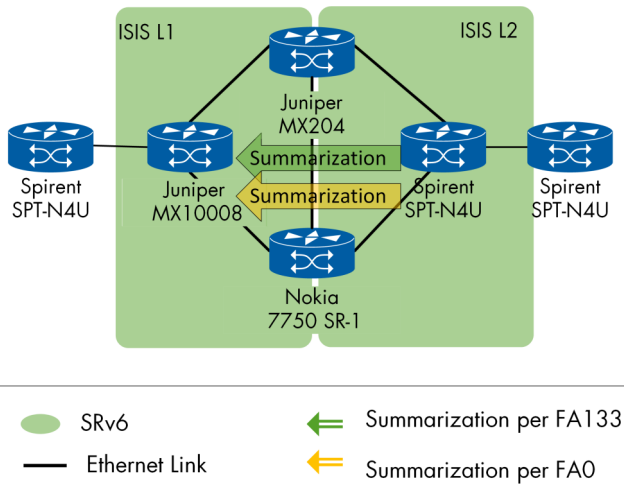 ISIS L1
ISIS L2
Juniper
MX204
Summarization
Summarization
Spirent
SPT-N4U
Juniper
MX10008
Spirent
SPT-N4U
Spirent
SPT-N4U
Nokia
7750 SR-1
SRv6
Summarization per FA133
Ethernet Link
Summarization per FA0